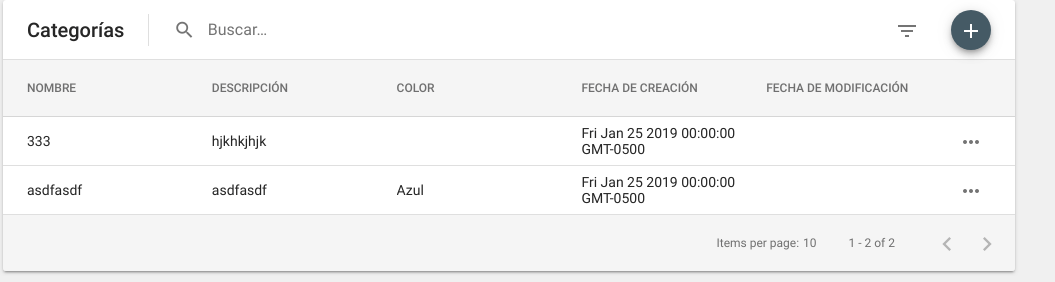 Categorías
Buscar...
NOMBRE DESCRIPCIÓN COLOR FECHA DE CREACIÓN FECHA DE MODIFICACIÓN
333 hjkhkjhjk Fri Jan 25 2019 00:00:00
GMT-0500
asdfasdf asdfasdf Azul Fri Jan 25 2019 00:00:00
GMT-0500
Items per page: 10 1 - 2 of 2